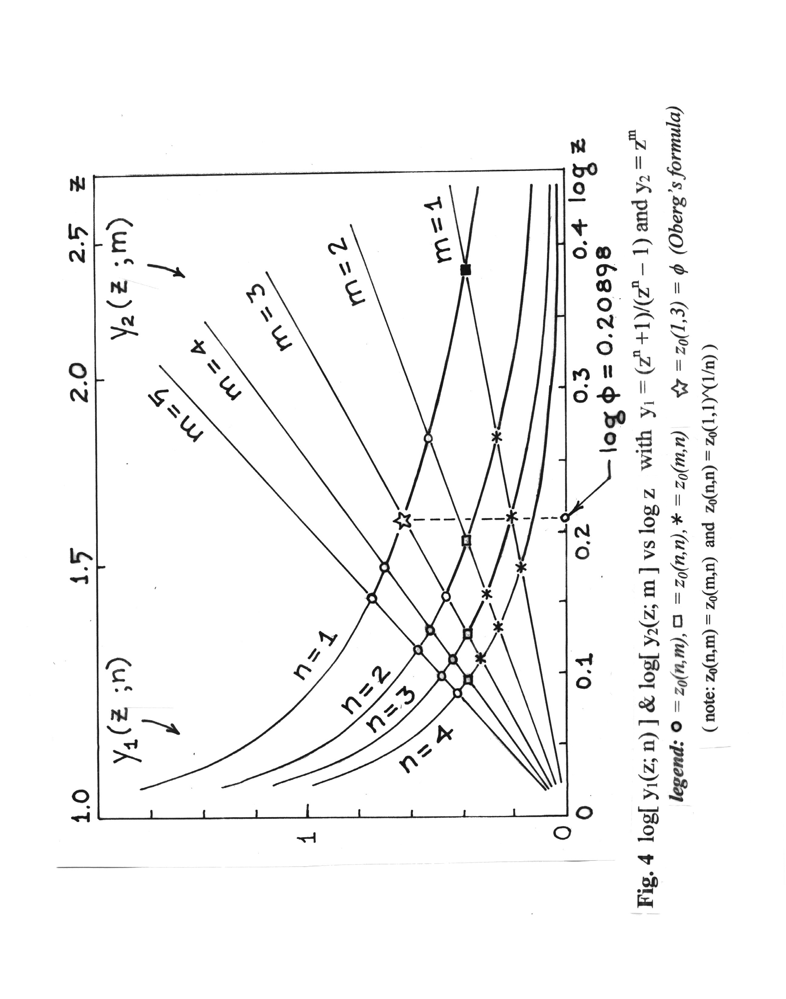 1.0 1.5 2.0 2.5 z
y₁(z;n) y₂(z;m)
m=5
m=4
m=3
m=2
m=1
n=1
n=2
n=3
n=4
1
0
0 0.1 0.2 0.3 0.4 log z
log ϕ = 0.20898
Fig. 4 log[ y₁(z; n) ] & log[ y₂(z; m ] vs log z with y₁ = (zⁿ +1)/(zⁿ − 1) and y₂ = zᵐ
legend: o = z₀(n,m), □ = z₀(n,n), * = z₀(m,n) ☆ = z₀(1,3) = ϕ (Oberg's formula)
( note: z₀(n,m) = z₀(m,n) and z₀(n,n) = z₀(1,1)^(1/n) )